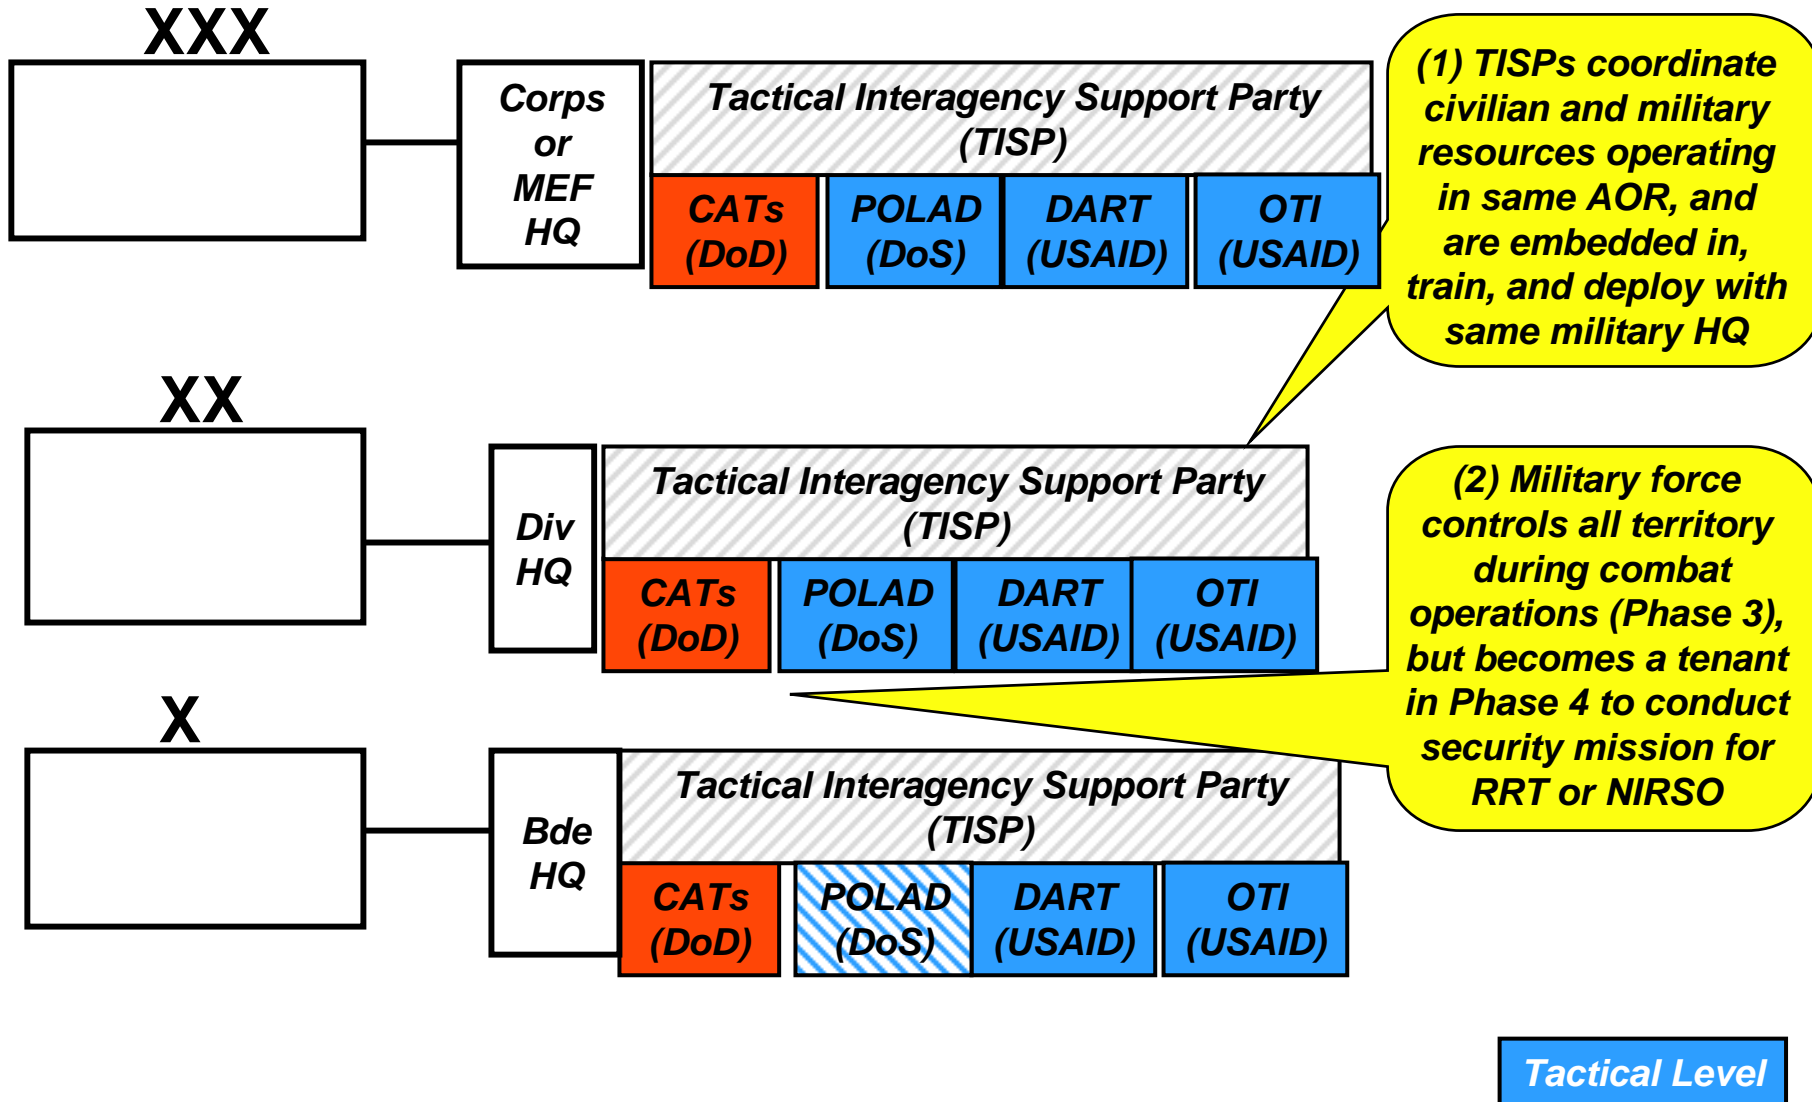 XXX
Corps
or
MEF
HQ
Tactical Interagency Support Party
(TISP)
CATs
(DoD)
POLAD
(DoS)
DART
(USAID)
OTI
(USAID)
(1) TISPs coordinate
civilian and military
resources operating
in same AOR, and
are embedded in,
train, and deploy with
same military HQ
XX
Div
HQ
Tactical Interagency Support Party
(TISP)
CATs
(DoD)
POLAD
(DoS)
DART
(USAID)
OTI
(USAID)
(2) Military force
controls all territory
during combat
operations (Phase 3),
but becomes a tenant
in Phase 4 to conduct
security mission for
RRT or NIRSO
X
Bde
HQ
Tactical Interagency Support Party
(TISP)
CATs
(DoD)
POLAD
(DoS)
DART
(USAID)
OTI
(USAID)
Tactical Level